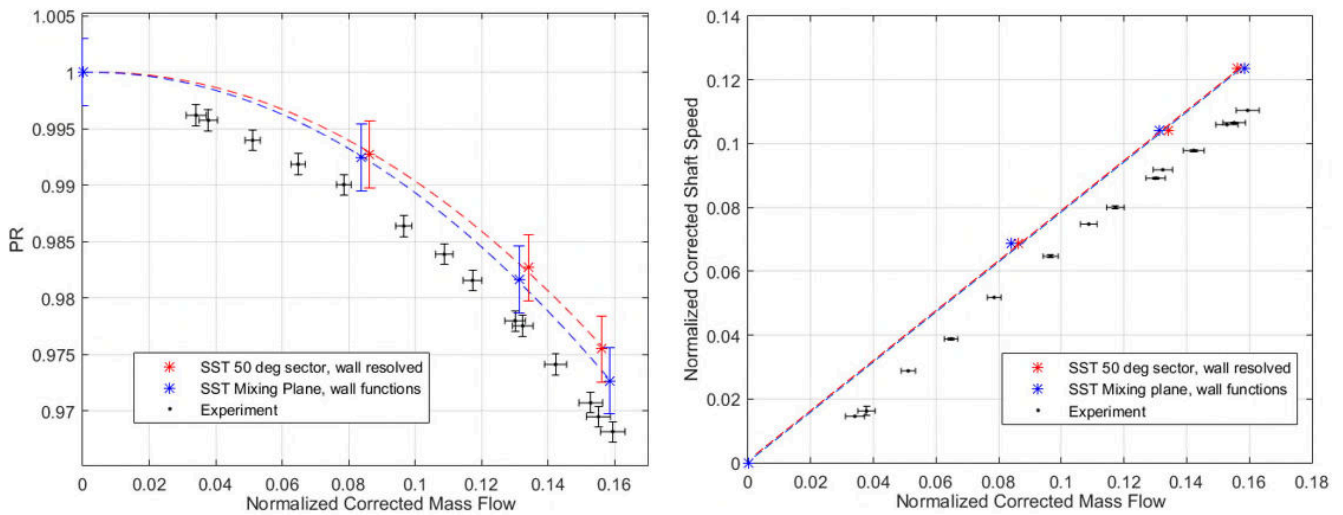 1.005
1
0.995
0.99
0.985
0.98
0.975
0.97
PR
SST 50 deg sector, wall resolved
SST Mixing Plane, wall functions
Experiment
0 0.02 0.04 0.06 0.08 0.10 0.12 0.14 0.16
Normalized Corrected Mass Flow
0.14
0.12
0.1
0.08
0.06
0.04
0.02
0
Normalized Corrected Shaft Speed
SST 50 deg sector, wall resolved
SST Mixing plane, wall functions
Experiment
0 0.02 0.04 0.06 0.08 0.1 0.12 0.14 0.16 0.18
Normalized Corrected Mass Flow